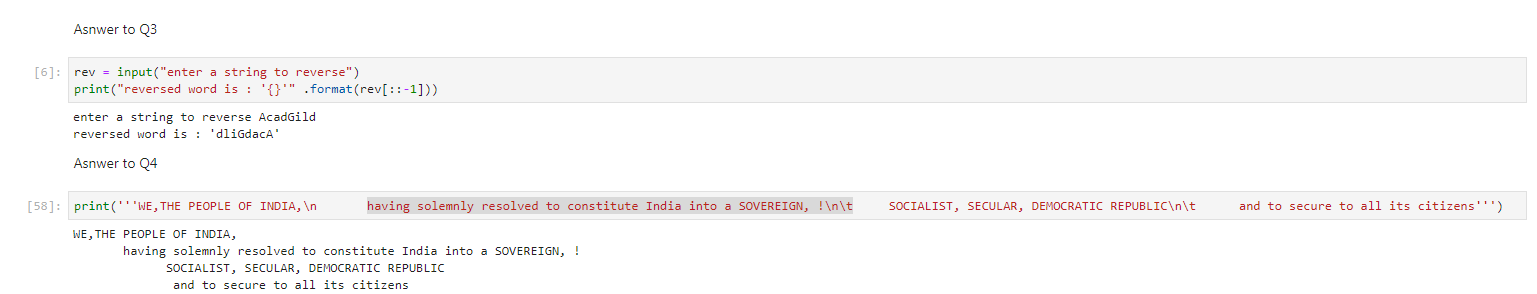 Asnwer to Q3
[6]: rev = input("enter a string to reverse")
print("reversed word is : '{}'" .format(rev[::-1]))
enter a string to reverse AcadGild
reversed word is : 'dliGdacA'
Asnwer to Q4
[58]: print('''WE,THE PEOPLE OF INDIA,\n       having solemnly resolved to constitute India into a SOVEREIGN, !\n\t     SOCIALIST, SECULAR, DEMOCRATIC REPUBLIC\n\t      and to secure to all its citizens''')
WE,THE PEOPLE OF INDIA,
       having solemnly resolved to constitute India into a SOVEREIGN, !
             SOCIALIST, SECULAR, DEMOCRATIC REPUBLIC
              and to secure to all its citizens